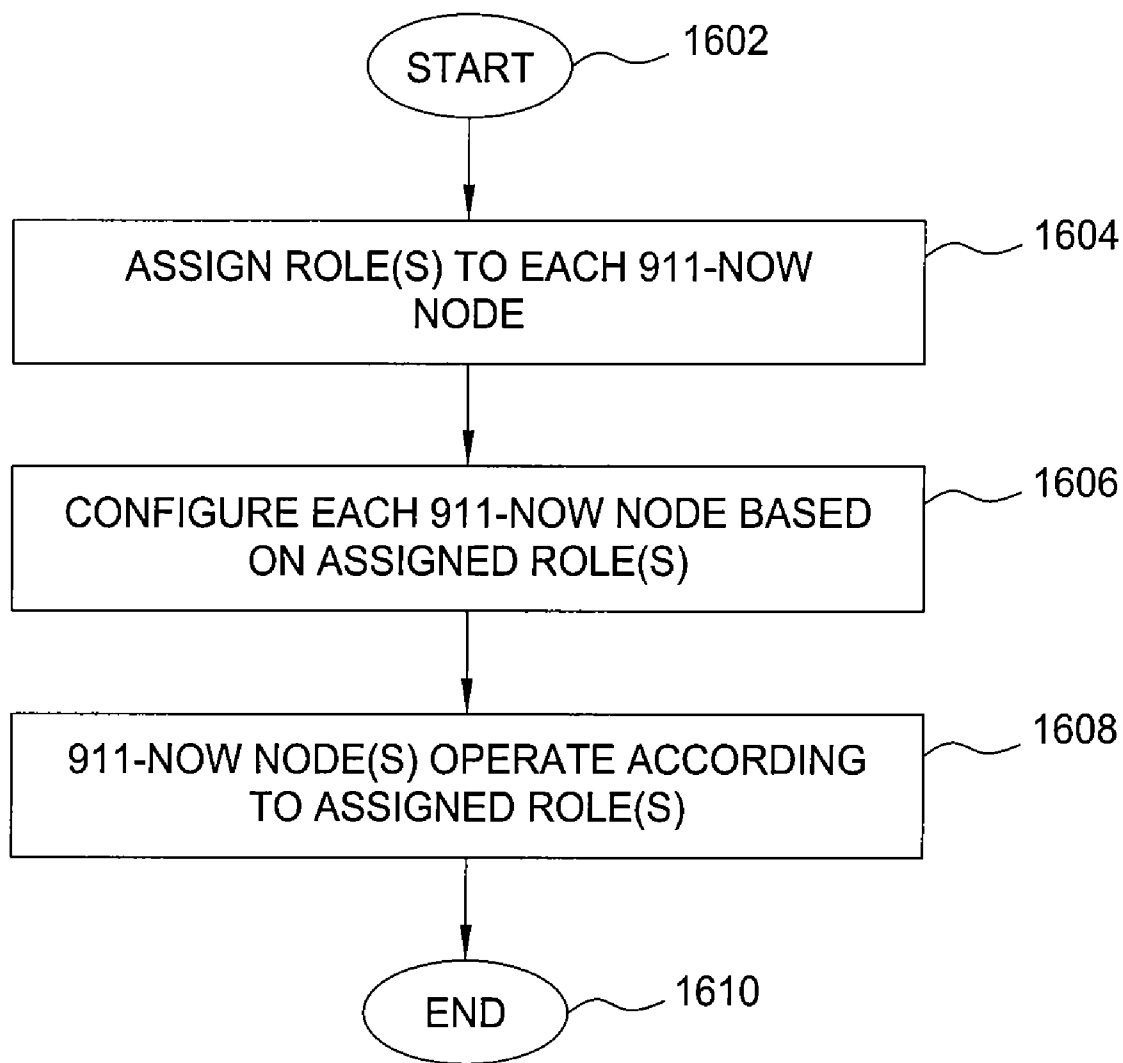 START
1602
ASSIGN ROLE(S) TO EACH 911-NOW
NODE
1604
CONFIGURE EACH 911-NOW NODE BASED
ON ASSIGNED ROLE(S)
1606
911-NOW NODE(S) OPERATE ACCORDING
TO ASSIGNED ROLE(S)
1608
END
1610